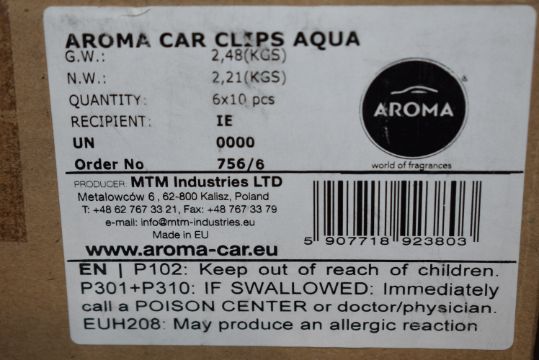 AROMA CAR CLIPS AQUA
G.W.: 2,48(KGS)
N.W.: 2,21(KGS)
QUANTITY: 6x10 pcs
RECIPIENT: IE
UN 0000
Order No 756/6
AROMA
world of fragrances
PRODUCER: MTM Industries LTD
Metalowców 6 , 62-800 Kalisz, Poland
T: +48 62 767 33 21, Fax: +48 767 33 79
e-mail: info@mtm-industries.eu
Made in EU
www.aroma-car.eu
5 907718 923803
EN | P102: Keep out of reach of children.
P301+P310: IF SWALLOWED: Immediately
call a POISON CENTER or doctor/physician.
EUH208: May produce an allergic reaction